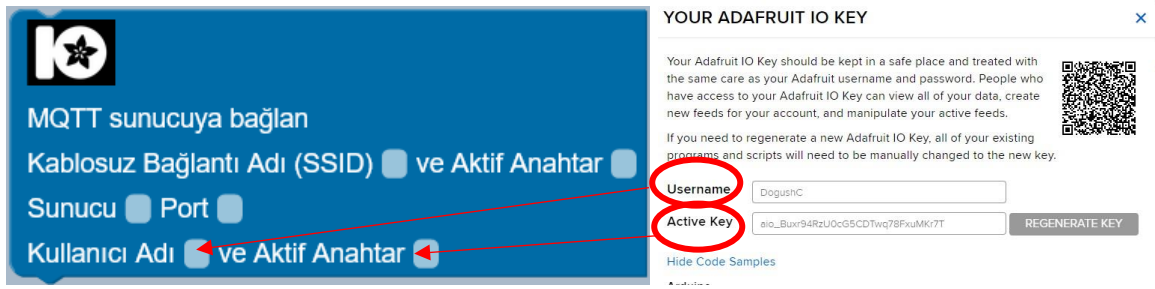 IO
MQTT sunucuya bağlan
Kablosuz Bağlantı Adı (SSID) ve Aktif Anahtar
Sunucu Port
Kullanıcı Adı ve Aktif Anahtar
YOUR ADAFRUIT IO KEY ×
Your Adafruit IO Key should be kept in a safe place and treated with
the same care as your Adafruit username and password. People who
have access to your Adafruit IO Key can view all of your data, create
new feeds for your account, and manipulate your active feeds.
If you need to regenerate a new Adafruit IO Key, all of your existing
programs and scripts will need to be manually changed to the new key.
Username DogushC
Active Key aio_Buxr94RzU0cG5CDTwq78FxuMKr7T REGENERATE KEY
Hide Code Samples
Arduino